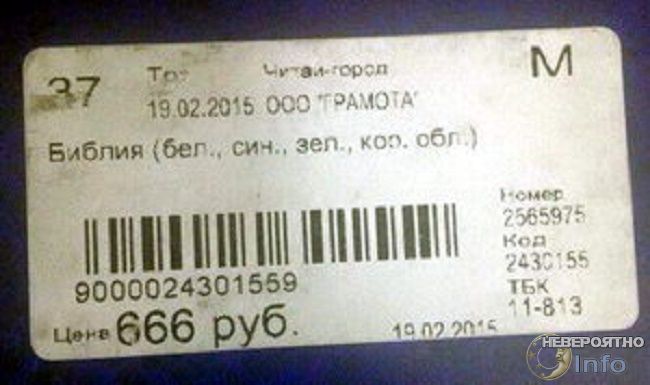 37 Читай-город М
19.02.2015 ООО "ГРАМОТА"
Библия (бел., син., зел., кор. обл.)
Номер
2565975
Код
2430155
ТБК
11-813
9000024301559
Цена 666 руб.
19.02.2015
НЕВЕРОЯТНО
Info